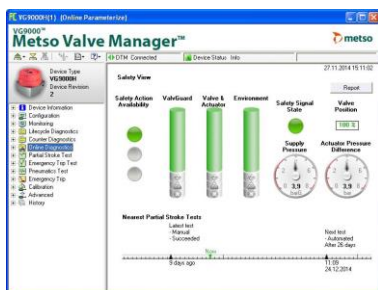 VG9000H(1) (Online Parameterize)
VG9000™
Metso Valve Manager™
metso
DTM Connected
Device Status Info
Device Type
VG9000H
Device Revision
2
Device Information
Configuration
Monitoring
Lifecycle Diagnostics
Counter Diagnostics
Online Diagnostics
Partial Stroke Test
Emergency Trip Test
Pneumatics Test
Emergency Trip
Calibration
Advanced
History
27.11.2014 15:11:02
Safety View
Report
Safety Action Availability
ValvGuard
Valve & Actuator
Environment
Safety Signal State
Valve Position
100 %
Supply Pressure
Actuator Pressure Difference
3,9
3,9
Nearest Partial Stroke Tests
Latest test
- Manual
- Succeeded
Now
Next test
- Automated
After 26 days
9 days ago
11:09
24.12.2014